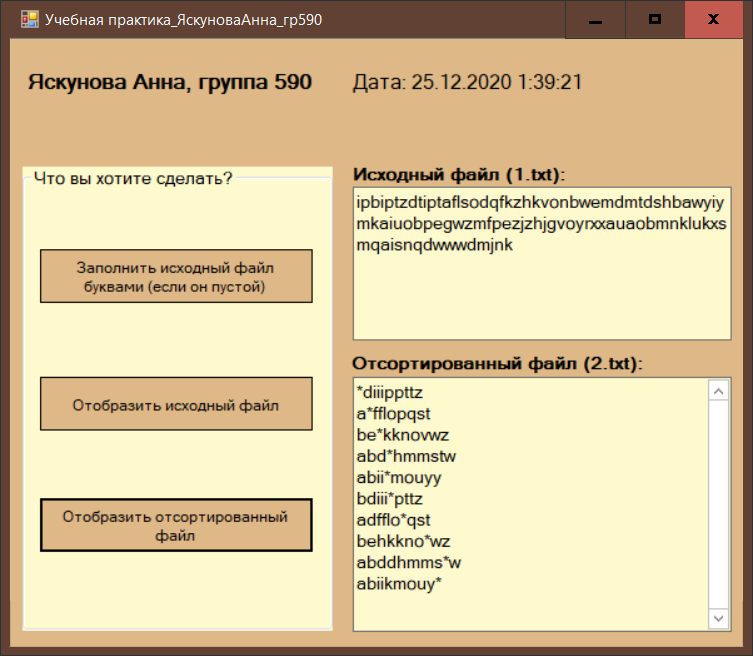 Учебная практика_ЯскуноваАнна_гр590
Яскунова Анна, группа 590
Дата: 25.12.2020 1:39:21
Что вы хотите сделать?
Заполнить исходный файл
буквами (если он пустой)
Отобразить исходный файл
Отобразить отсортированный
файл
Исходный файл (1.txt):
ipbiptzdtiptaflsodqfkzhkvonbwemdmtdshbawyiy
mkaiuobpegwzmfpezjzhjgvoyrxxauaobmnklukxs
mqaisnqdwwwdmjnk
Отсортированный файл (2.txt):
*diiippttz
a*fflopqst
be*kknovwz
abd*hmmstw
abii*mouyy
bdiii*pttz
adfflo*qst
behkkno*wz
abddhmms*w
abiikmouy*